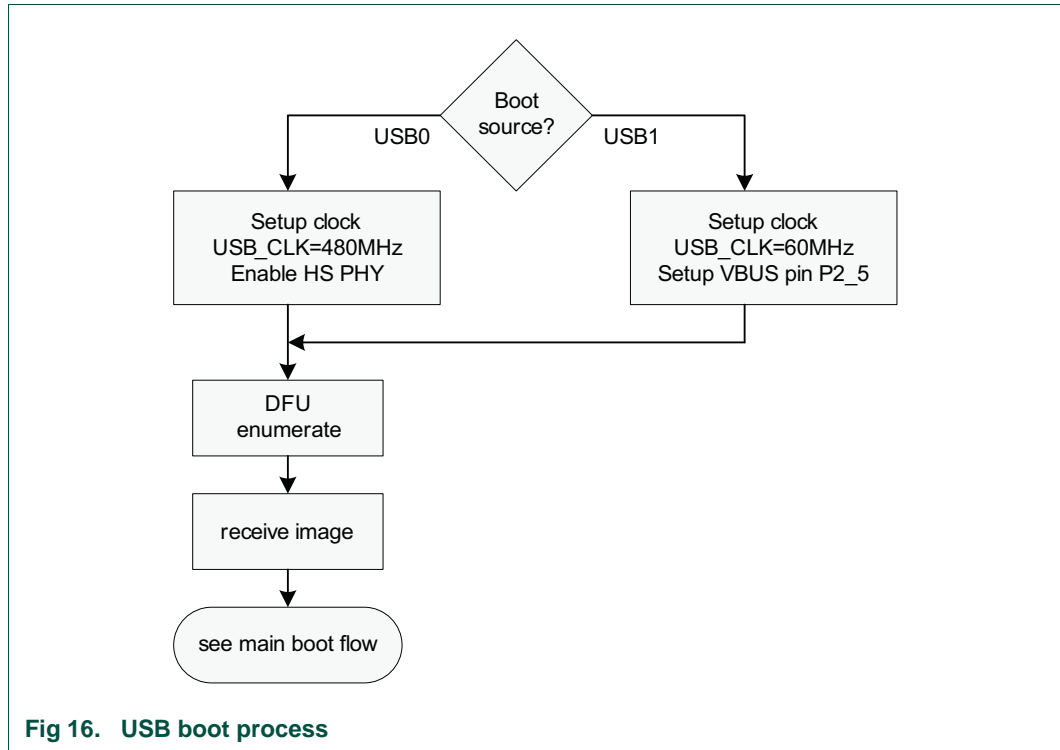 Boot
source?
USB0
USB1
Setup clock
USB_CLK=480MHz
Enable HS PHY
Setup clock
USB_CLK=60MHz
Setup VBUS pin P2_5
DFU
enumerate
receive image
see main boot flow
Fig 16. USB boot process